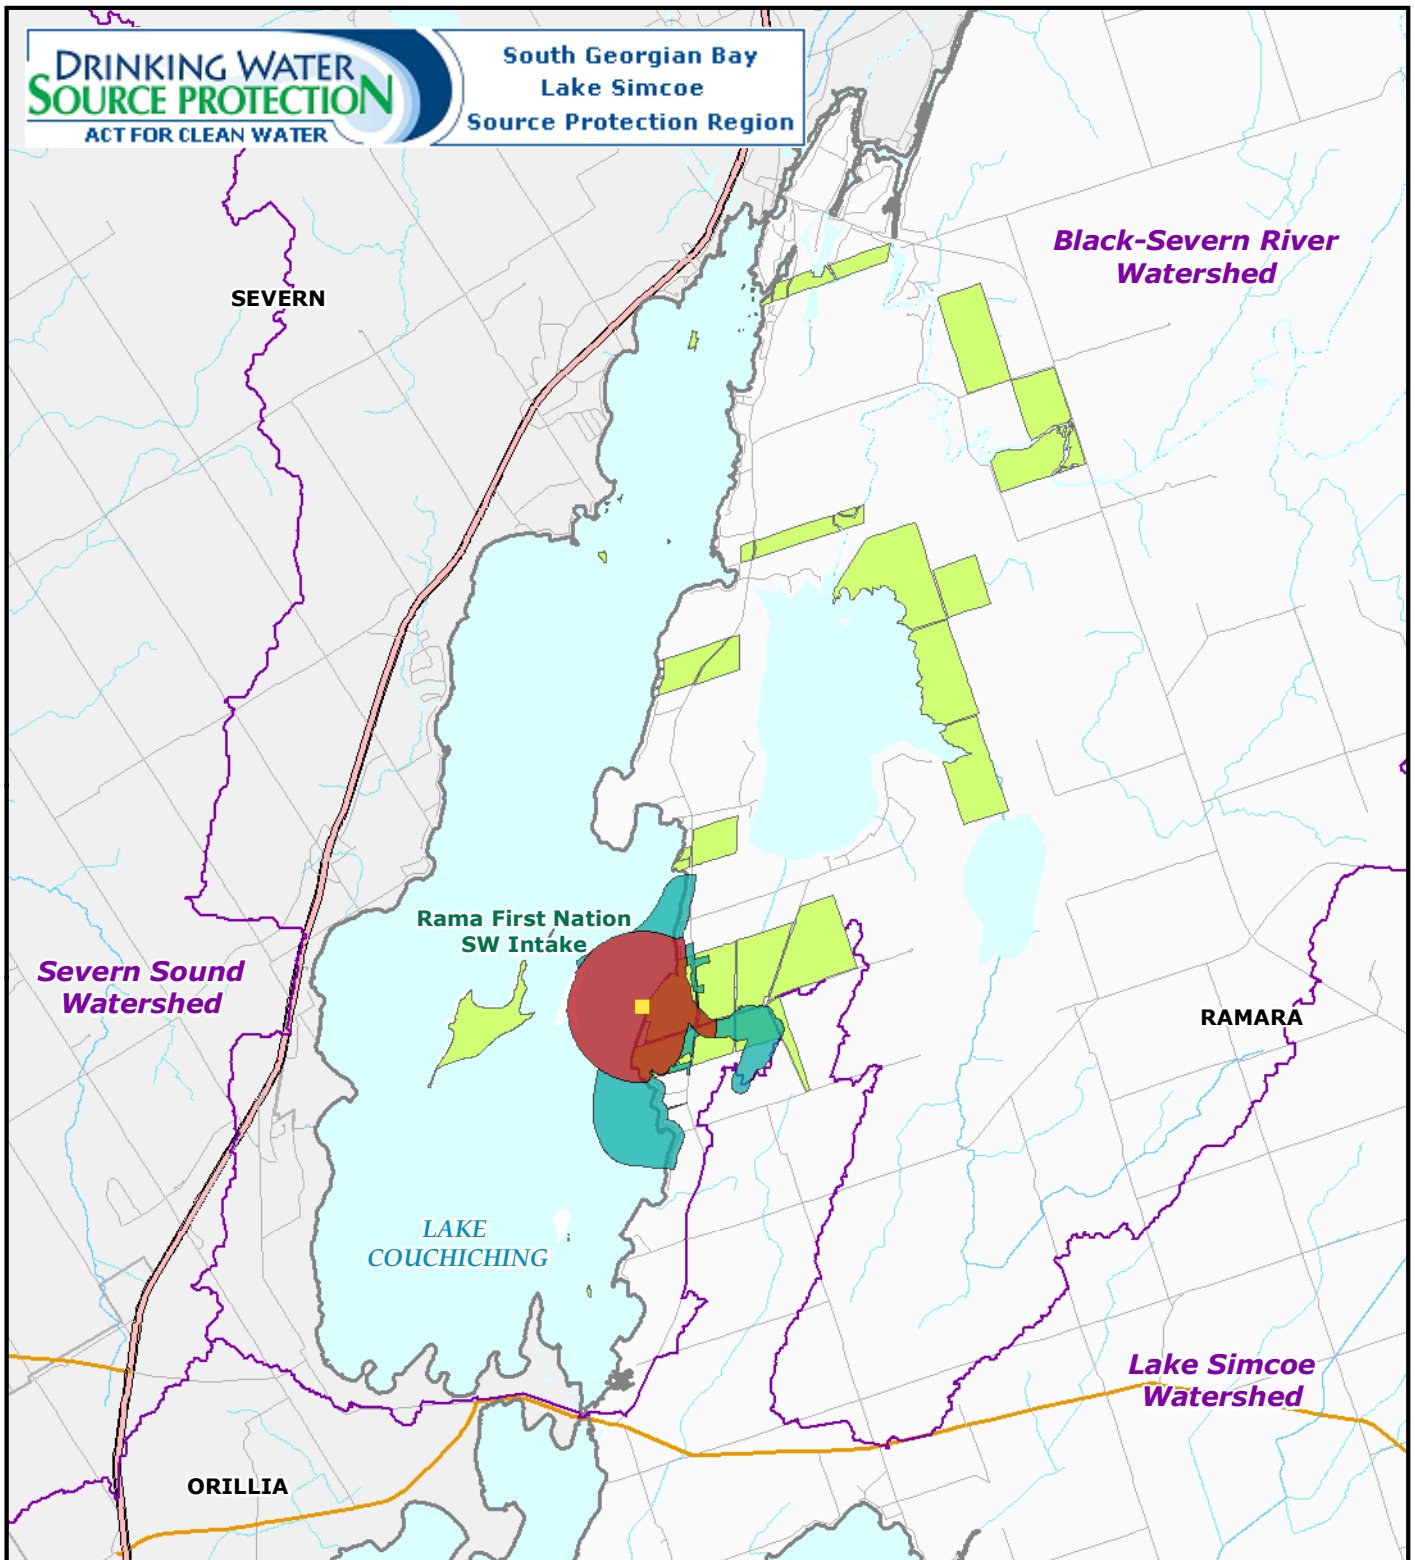 DRINKING WATER
SOURCE PROTECTION
ACT FOR CLEAN WATER
South Georgian Bay
Lake Simcoe
Source Protection Region
Black-Severn River
Watershed
SEVERN
Rama First Nation
SW Intake
Severn Sound
Watershed
RAMARA
LAKE
COUCHICHING
Lake Simcoe
Watershed
ORILLIA